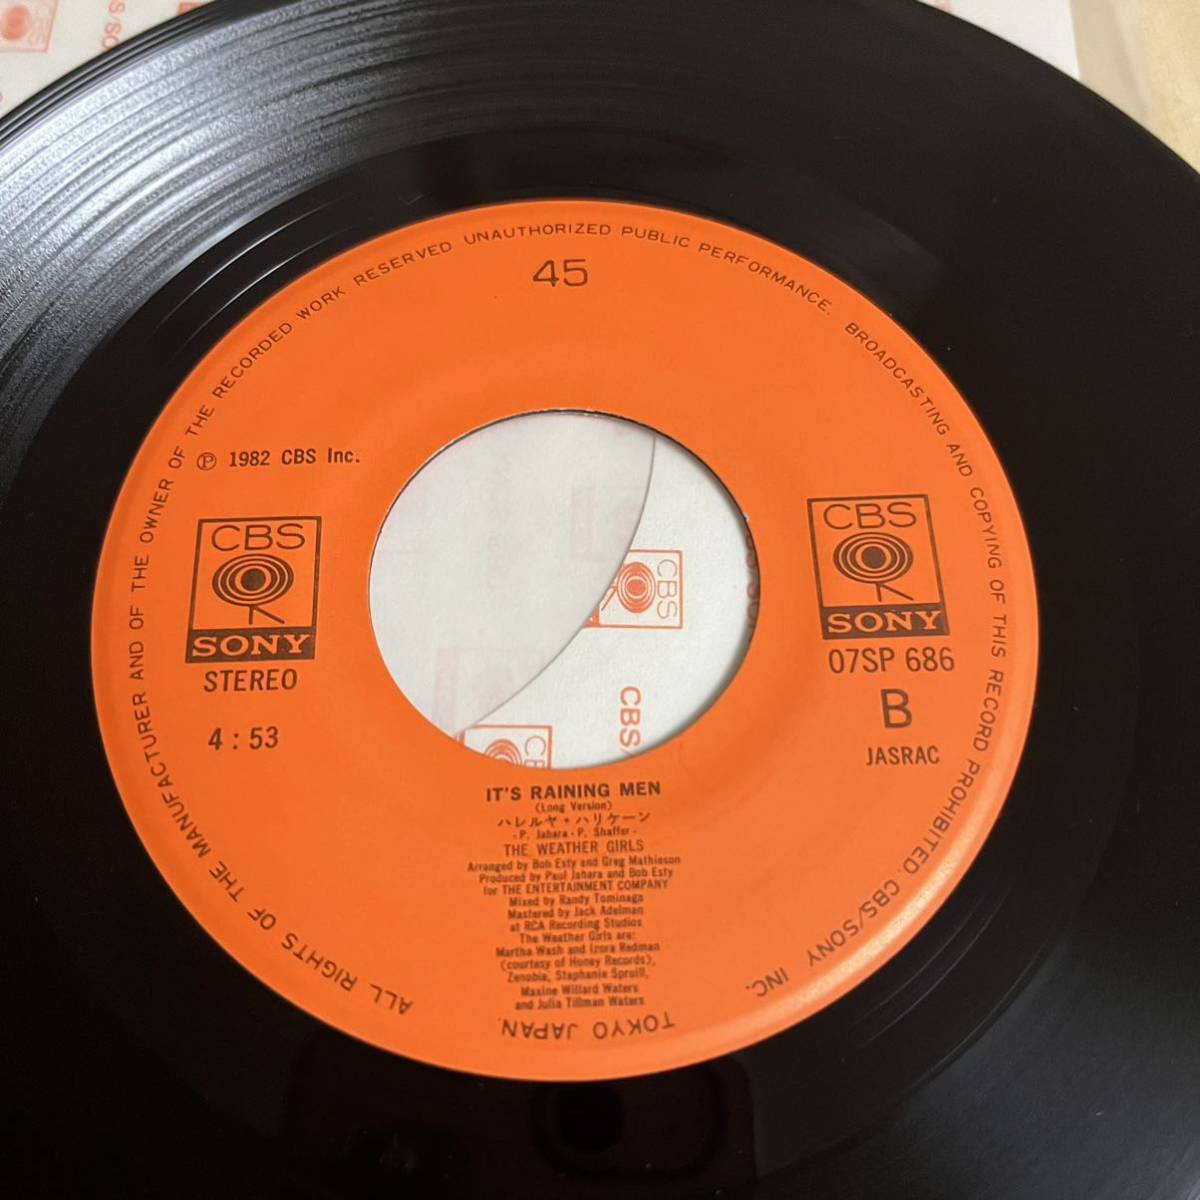 45
ALL RIGHTS OF THE MANUFACTURER AND OF THE OWNER OF THE RECORDED WORK RESERVED UNAUTHORIZED PUBLIC PERFORMANCE. BROADCASTING AND COPYING OF THIS RECORD PROHIBITED. CBS/SONY INC.
TOKYO JAPAN.
Ⓟ 1982 CBS Inc.
CBS
SONY
STEREO
4:53
CBS
SONY
07SP 686
B
JASRAC
IT'S RAINING MEN
(Long Version)
ハレルヤ・ハリケーン
-P. Jabara-P. Shaffer-
THE WEATHER GIRLS
Arranged by Bob Esty and Greg Mathieson
Produced by Paul Jabara and Bob Esty
for THE ENTERTAINMENT COMPANY
Mixed by Randy Tominaga
Mastered by Jack Adelman
at RCA Recording Studios
The Weather Girls are:
Martha Wash and Izora Redman
(courtesy of Honey Records),
Zenobia, Stephanie Spruill,
Maxine Willard Waters
and Julia Tillman Waters
CBS
CBS/
CBS